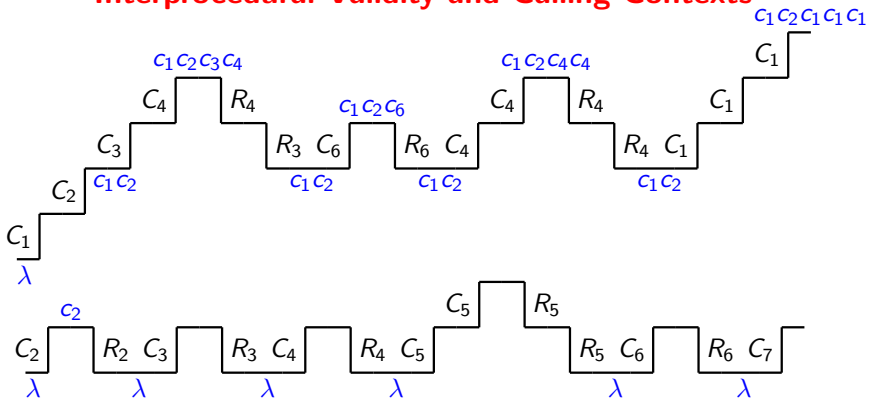 Interprocedural Validity and Calling Contexts
c1c2c1c1c1
C1
c1c2c3c4 c1c2c4c4
C4 R4 c1c2c6 C4 R4 C1
C3 R3 C6 R6 C4 R4 C1
c1c2 c1c2 c1c2 c1c2
C2
C1
λ
c2 C5 R5
C2 R2 C3 R3 C4 R4 C5 R5 C6 R6 C7
λ λ λ λ λ λ